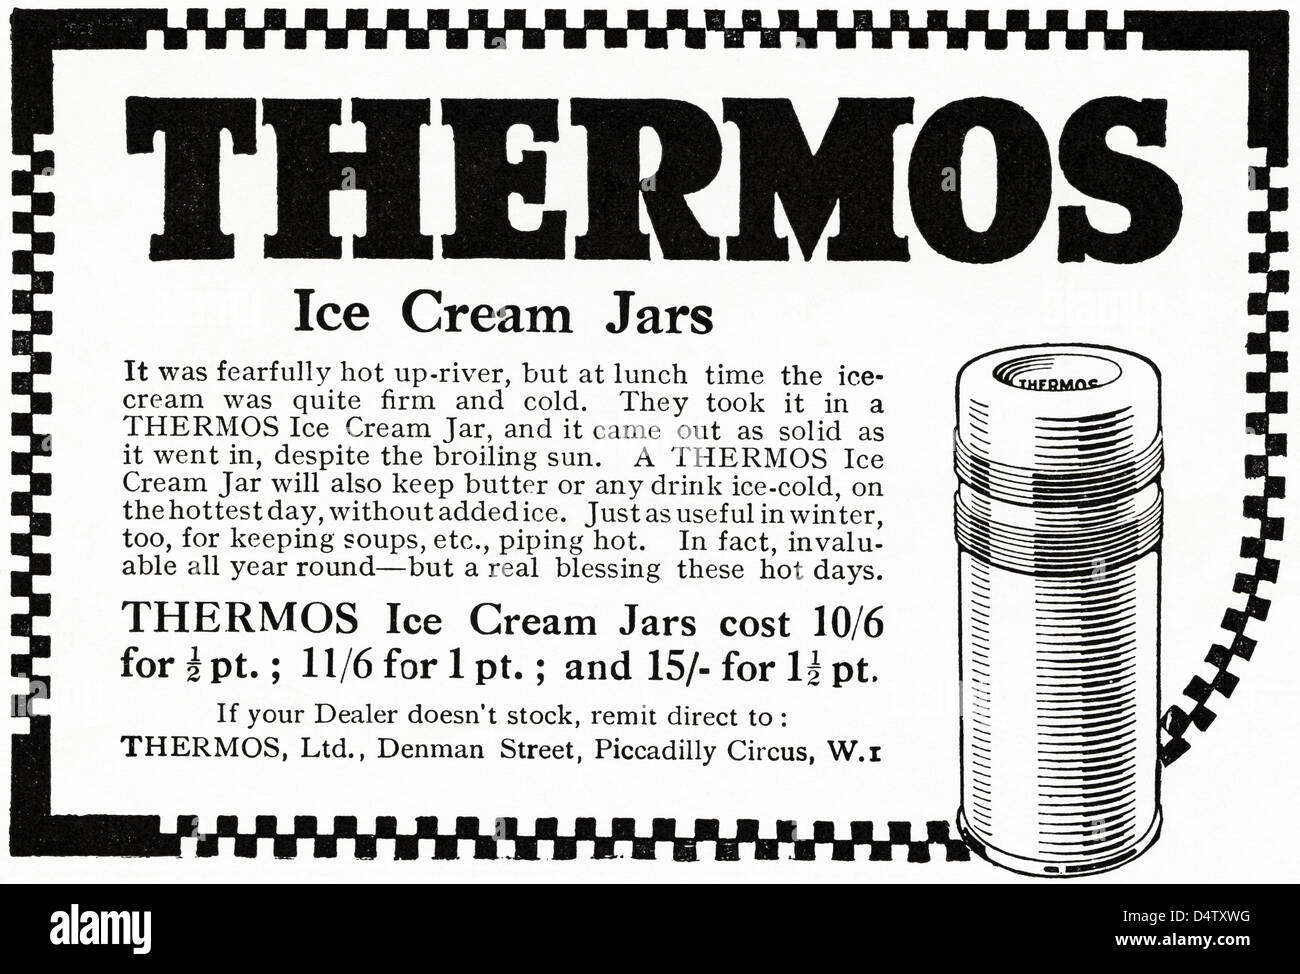 THERMOS
Ice Cream Jars
It was fearfully hot up-river, but at lunch time the ice-
cream was quite firm and cold. They took it in a
THERMOS Ice Cream Jar, and it came out as solid as
it went in, despite the broiling sun. A THERMOS Ice
Cream Jar will also keep butter or any drink ice-cold, on
the hottest day, without added ice. Just as useful in winter,
too, for keeping soups, etc., piping hot. In fact, invalu-
able all year round—but a real blessing these hot days.
THERMOS Ice Cream Jars cost 10/6
for ½ pt. ; 11/6 for 1 pt. ; and 15/- for 1½ pt.
If your Dealer doesn't stock, remit direct to :
THERMOS, Ltd., Denman Street, Piccadilly Circus, W.1
THERMOS
alamy
Image ID: D4TXWG
www.alamy.com